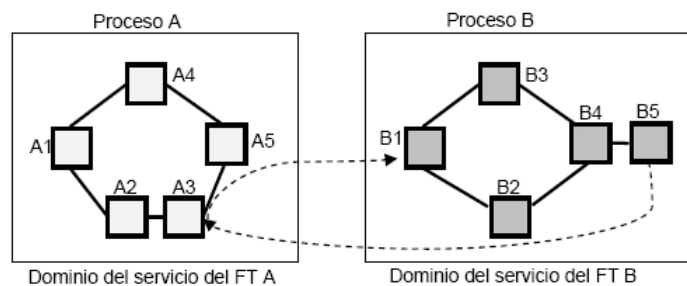 Proceso A
Proceso B
A4
B3
B4
B5
A1
A5
B1
A2
A3
B2
Dominio del servicio del FT A
Dominio del servicio del FT B